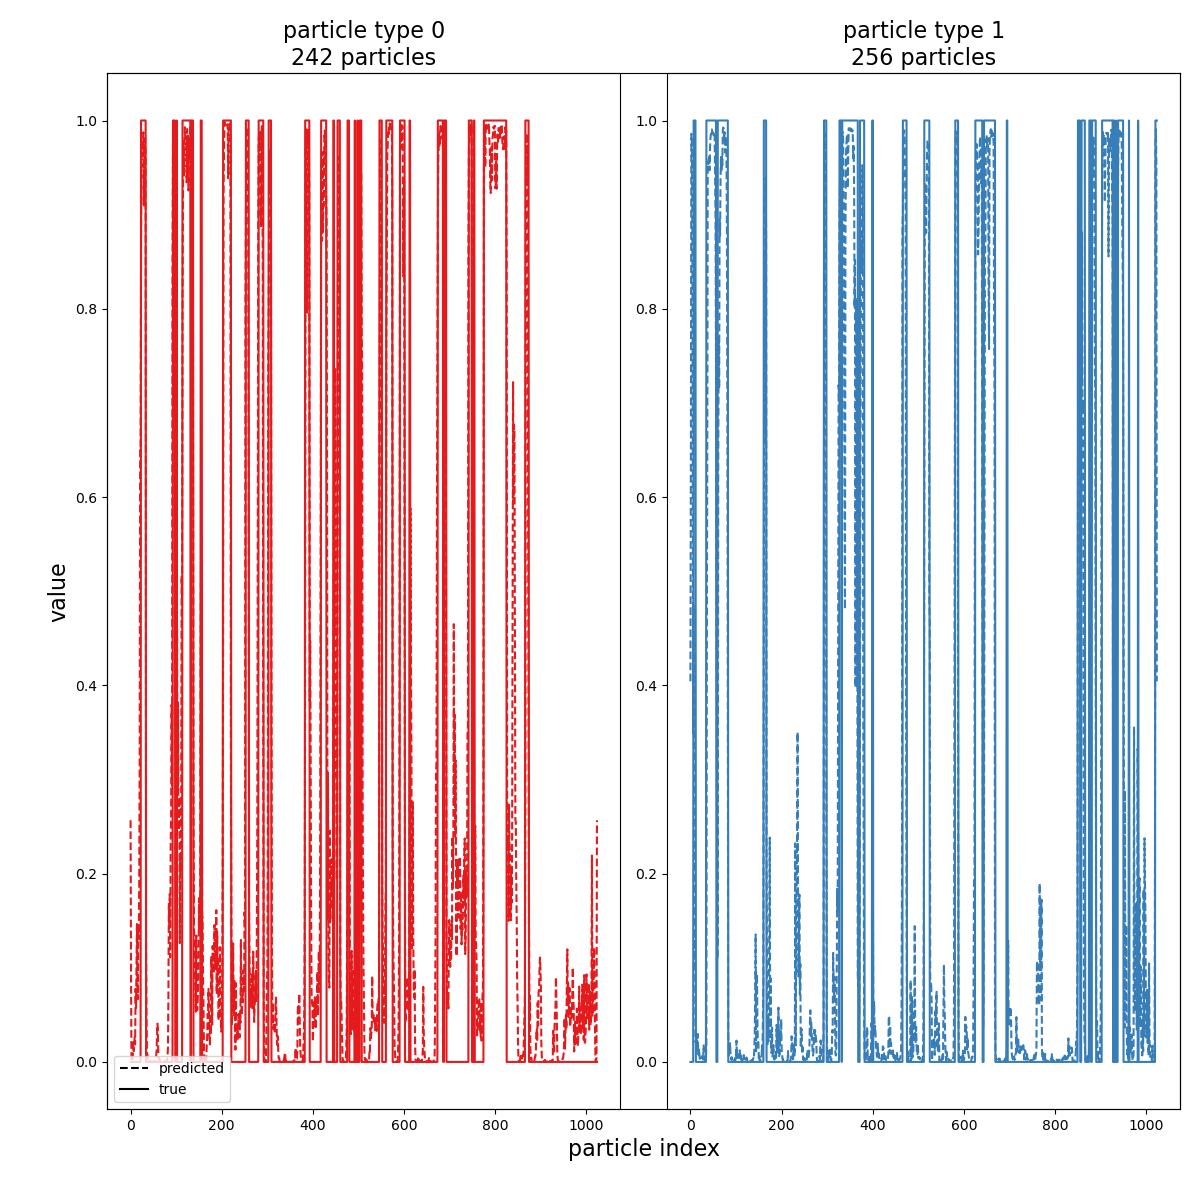 particle type 0
242 particles
particle type 1
256 particles
value
1.0
0.8
0.6
0.4
0.2
0.0
1.0
0.8
0.6
0.4
0.2
0.0
predicted
true
0 200 400 600 800 1000
0 200 400 600 800 1000
particle index